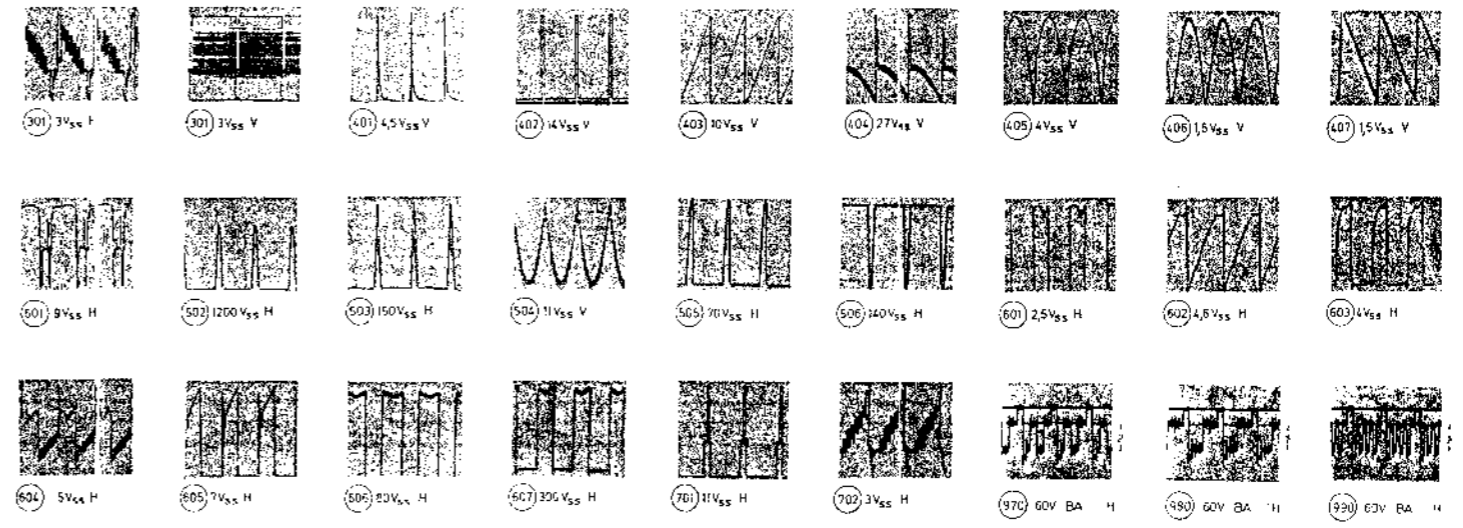 301 3Vss H
301 3Vss V
401 4,5Vss V
402 14Vss V
403 10Vss V
404 27Vss V
405 4Vss V
406 1,5Vss V
407 1,5Vss V
501 9Vss H
502 1200Vss H
503 150Vss H
504 11Vss V
505 70Vss H
506 Vss H
601 2,5Vss H
602 4,6Vss H
603 4Vss H
604 5Vss H
605 7Vss H
606 80Vss H
607 Vss H
701 Vss H
702 3Vss H
970 60V BA H
980 60V BA H
990 60V BA H